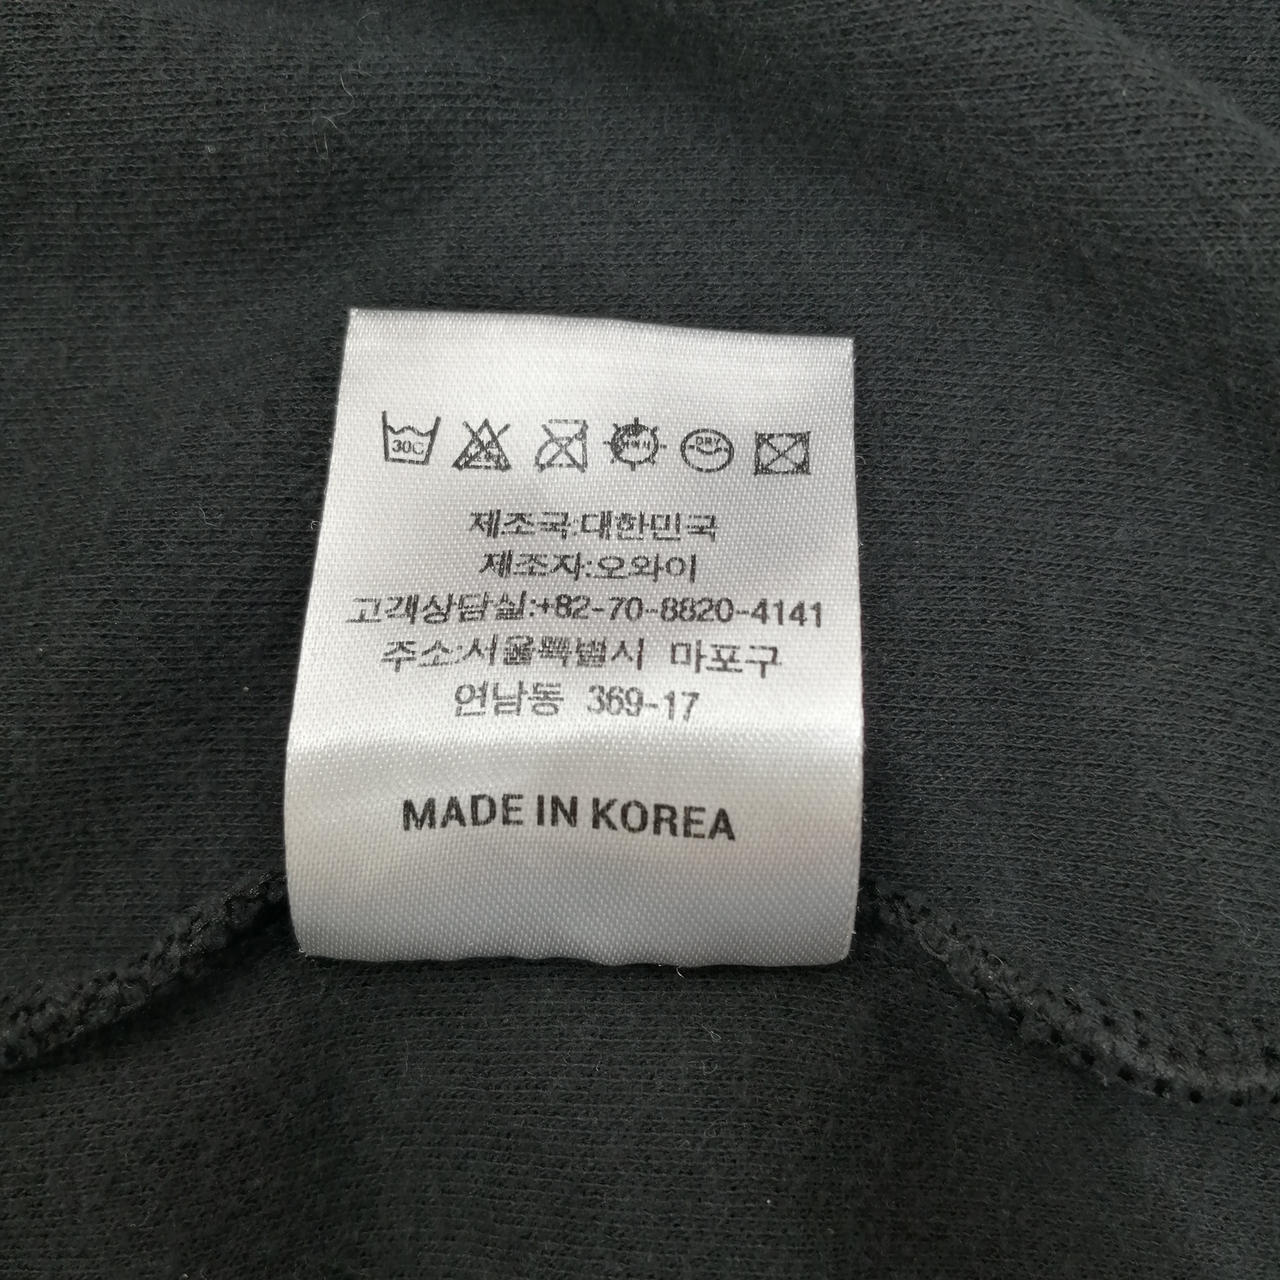 30C
DRY
제조국:대한민국
제조자:오와이
고객상담실:+82-70-8820-4141
주소:서울특별시 마포구
연남동 369-17
MADE IN KOREA